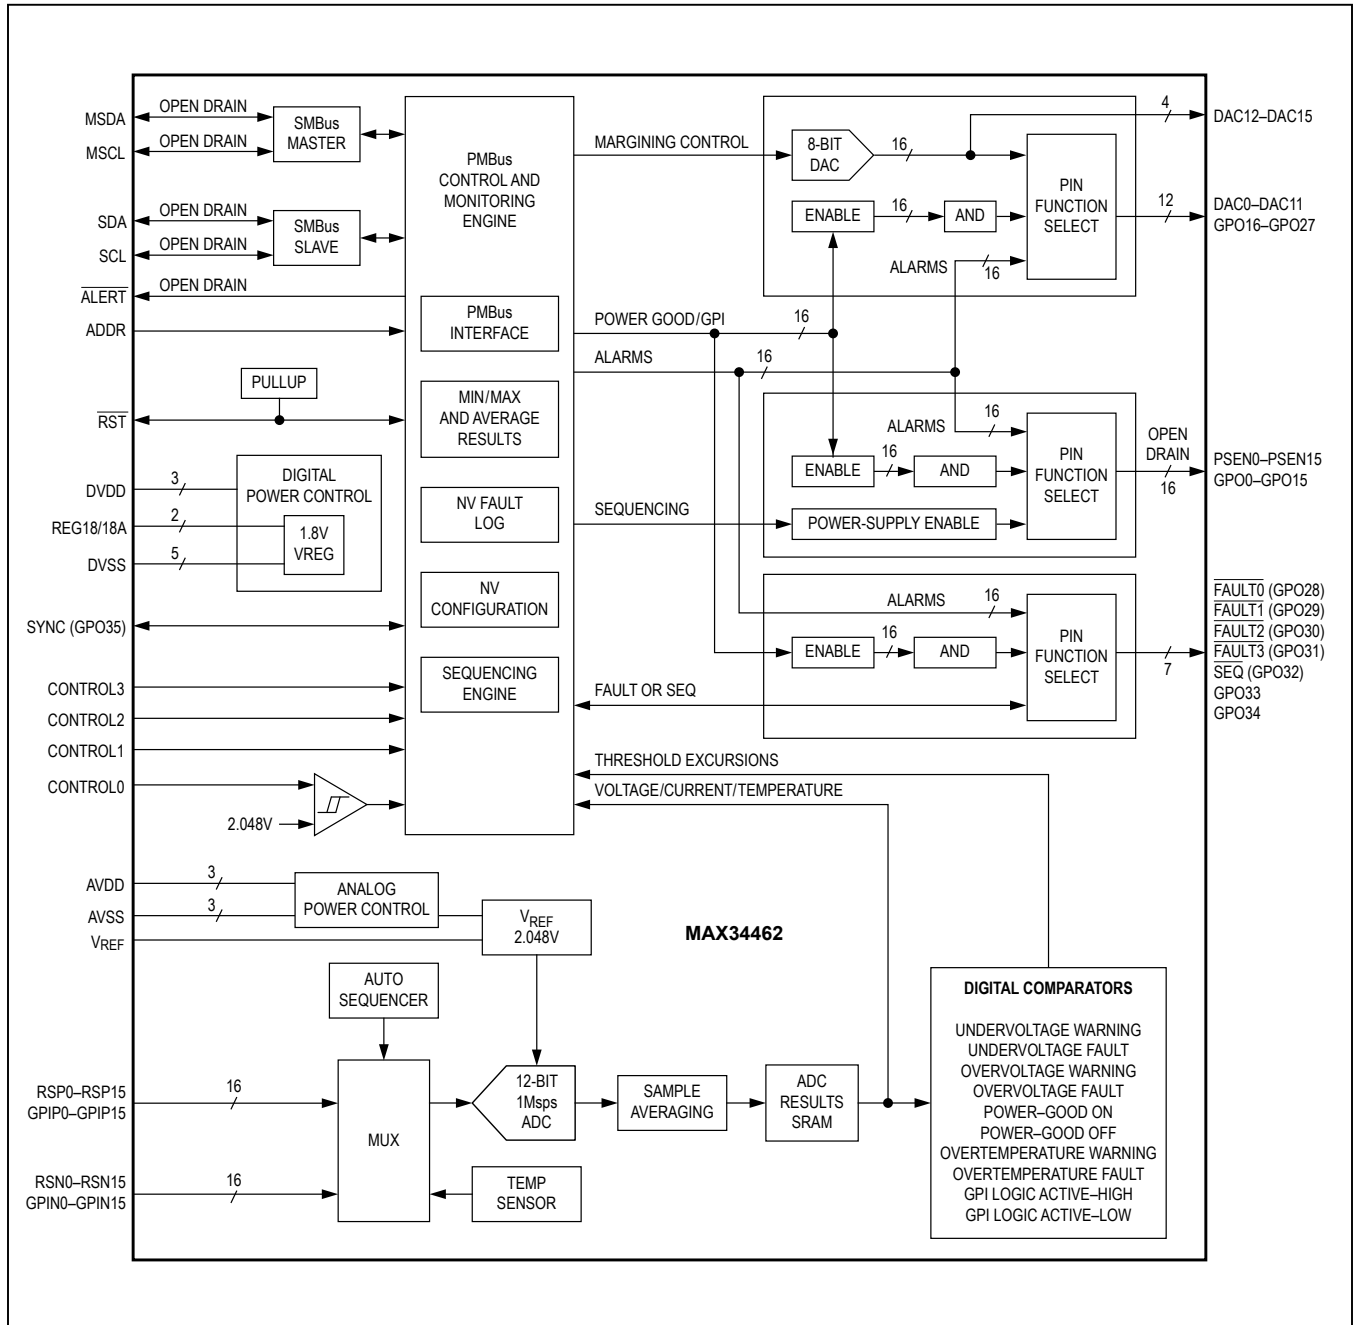 MSDA
OPEN DRAIN
MSCL
OPEN DRAIN
SMBus
MASTER
SDA
OPEN DRAIN
SCL
OPEN DRAIN
SMBus
SLAVE
ALERT
OPEN DRAIN
ADDR
PULLUP
RST
DVDD
3
REG18/18A
2
DVSS
5
DIGITAL
POWER CONTROL
1.8V
VREG
SYNC (GPO35)
CONTROL3
CONTROL2
CONTROL1
CONTROL0
2.048V
PMBus
CONTROL AND
MONITORING
ENGINE
PMBus
INTERFACE
MIN/MAX
AND AVERAGE
RESULTS
NV FAULT
LOG
NV
CONFIGURATION
SEQUENCING
ENGINE
MARGINING CONTROL
POWER GOOD/GPI
16
ALARMS
16
SEQUENCING
FAULT OR SEQ
THRESHOLD EXCURSIONS
VOLTAGE/CURRENT/TEMPERATURE
8-BIT
DAC
16
ENABLE
16
AND
ALARMS
16
PIN
FUNCTION
SELECT
4
DAC12–DAC15
12
DAC0–DAC11
GPO16–GPO27
ALARMS
16
ENABLE
16
AND
POWER-SUPPLY ENABLE
PIN
FUNCTION
SELECT
OPEN
DRAIN
16
PSEN0–PSEN15
GPO0–GPO15
ALARMS
16
ENABLE
16
AND
PIN
FUNCTION
SELECT
7
FAULT0 (GPO28)
FAULT1 (GPO29)
FAULT2 (GPO30)
FAULT3 (GPO31)
SEQ (GPO32)
GPO33
GPO34
AVDD
3
AVSS
3
VREF
ANALOG
POWER CONTROL
VREF
2.048V
MAX34462
AUTO
SEQUENCER
RSP0–RSP15
GPIP0–GPIP15
16
RSN0–RSN15
GPIN0–GPIN15
16
MUX
12-BIT
1Msps
ADC
TEMP
SENSOR
SAMPLE
AVERAGING
ADC
RESULTS
SRAM
DIGITAL COMPARATORS
UNDERVOLTAGE WARNING
UNDERVOLTAGE FAULT
OVERVOLTAGE WARNING
OVERVOLTAGE FAULT
POWER–GOOD ON
POWER–GOOD OFF
OVERTEMPERATURE WARNING
OVERTEMPERATURE FAULT
GPI LOGIC ACTIVE–HIGH
GPI LOGIC ACTIVE–LOW